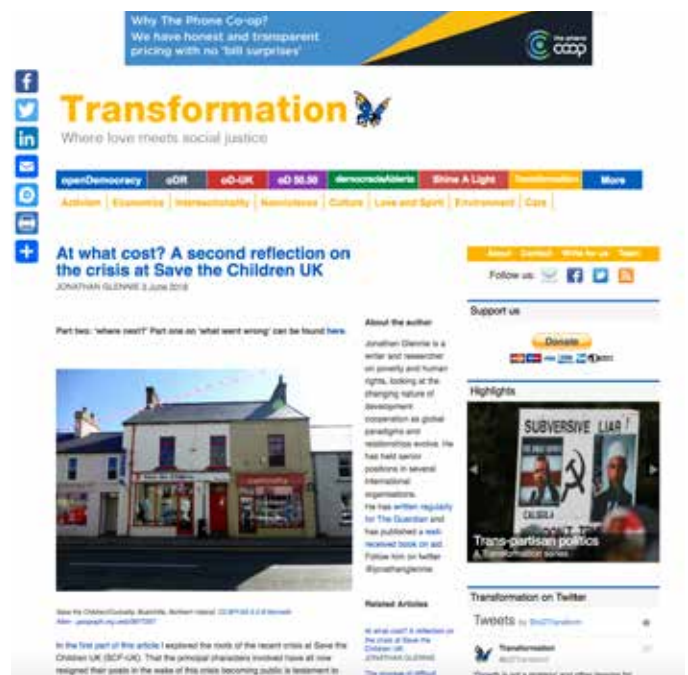 Why The Phone Co-op?
We have honest and transparent
pricing with no 'bill surprises'
the phone
coop
Transformation
Where love meets social justice
openDemocracy oDR oD-UK oD 50.50 democraciaAbierta Shine A Light Transformation More
Activism Economics Intersectionality Nonviolence Culture Love and Spirit Environment Care
At what cost? A second reflection on
the crisis at Save the Children UK
JONATHAN GLENNIE 3 June 2018
Part two: 'where next?' Part one on 'what went wrong' can be found here.
Save the Children/Curiosity, Bushmills, Northern Ireland.
In the first part of this article I explored the roots of the recent crisis at Save the
Children UK (SCF-UK). That the principal characters involved have all now
resigned their posts in the wake of this crisis becoming public is testament to
About the author
Jonathan Glennie is a
writer and researcher
on poverty and human
rights, looking at the
changing nature of
development
cooperation as global
paradigms and
relationships evolve. He
has held senior
positions in several
international
organisations.
He has written regularly
for The Guardian and
has published a well-
received book on aid.
Follow him on twitter
@jonathanglennie
Related Articles
At what cost? A reflection on
the crisis at Save the
Children UK
JONATHAN GLENNIE
About Contact Write for us Team
Follow us:
Support us
Donate
Highlights
SUBVERSIVE LIAR!
CALIGULA
Trans-partisan politics
A Transformation series
Transformation on Twitter
Tweets by
Transformation